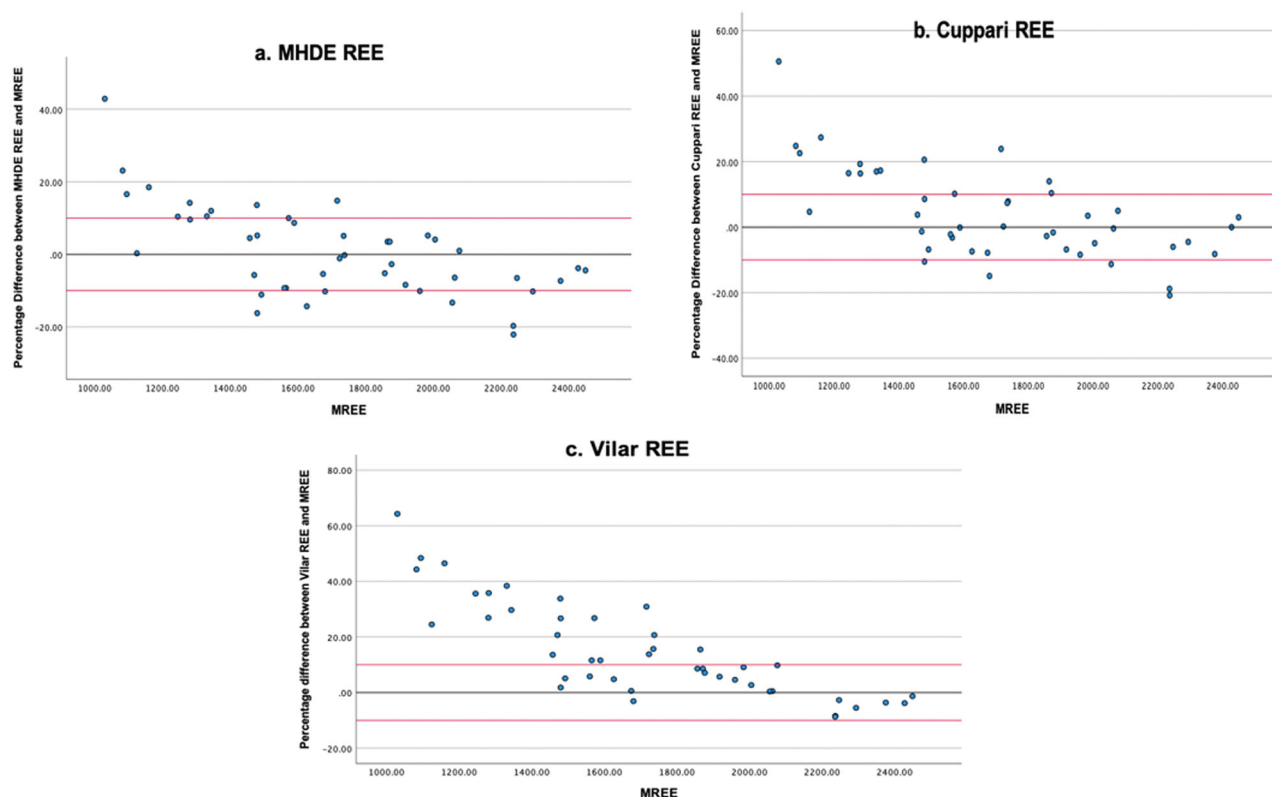 a. MHDE REE
Percentage Difference between MHDE REE and MREE
40.00
20.00
.00
-20.00
1000.00 1200.00 1400.00 1600.00 1800.00 2000.00 2200.00 2400.00
MREE
b. Cuppari REE
Percentage Difference between Cuppari REE and MREE
60.00
40.00
20.00
.00
-20.00
-40.00
1000.00 1200.00 1400.00 1600.00 1800.00 2000.00 2200.00 2400.00
MREE
c. Vilar REE
Percentage difference between Vilar REE and MREE
80.00
60.00
40.00
20.00
.00
-20.00
1000.00 1200.00 1400.00 1600.00 1800.00 2000.00 2200.00 2400.00
MREE